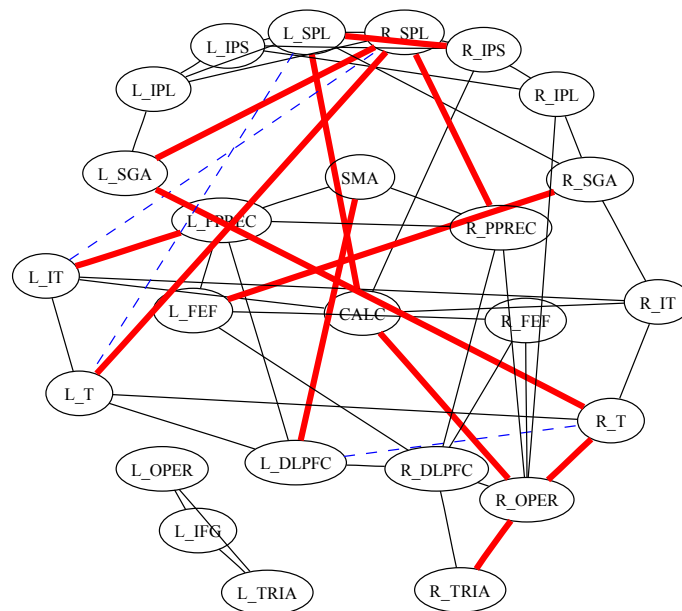 L_SPL
R_SPL
L_IPS
R_IPS
L_IPL
R_IPL
L_SGA
SMA
R_SGA
L_PPREC
R_PPREC
L_IT
R_IT
L_FEF
CALC
R_FEF
L_T
R_T
L_DLPFC
R_DLPFC
L_OPER
R_OPER
L_IFG
L_TRIA
R_TRIA